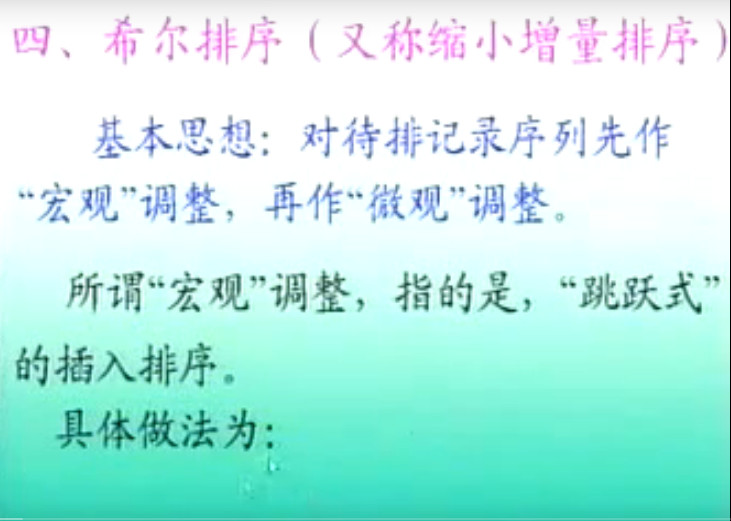 四、希尔排序（又称缩小增量排序）
基本思想：对待排记录序列先作
“宏观”调整，再作“微观”调整。
所谓“宏观”调整，指的是，“跳跃式”
的插入排序。
具体做法为：